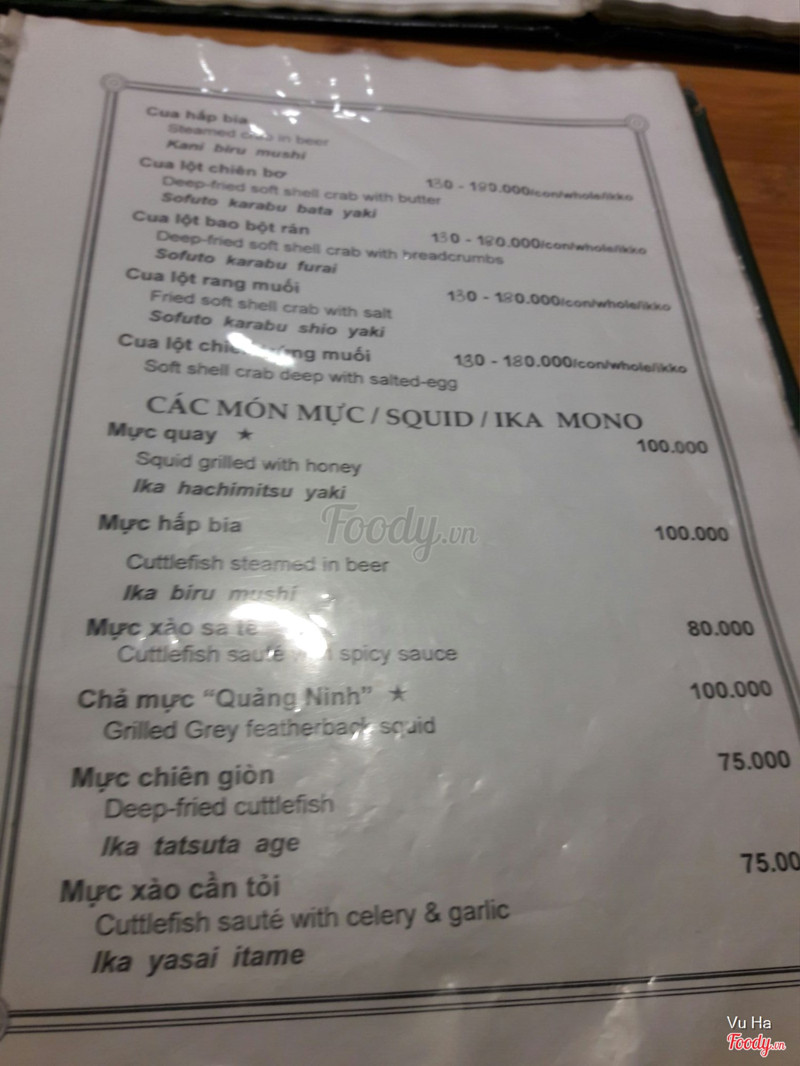 Cua hấp bia
Steamed crab in beer
Kani biru mushi
Cua lột chiên bơ 130 - 180.000/con/whole/ikko
Deep-fried soft shell crab with butter
Sofuto karabu bata yaki
Cua lột bao bột rán 130 - 180.000/con/whole/ikko
Deep-fried soft shell crab with breadcrumbs
Sofuto karabu furai
Cua lột rang muối 130 - 180.000/con/whole/ikko
Fried soft shell crab with salt
Sofuto karabu shio yaki
Cua lột muối 130 - 180.000/con/whole/ikko
Soft shell crab deep with salted-egg
CÁC MÓN MỰC / SQUID / IKA MONO
Mực quay ★ 100.000
Squid grilled with honey
Ika hachimitsu yaki
Mực hấp bia 100.000
Cuttlefish steamed in beer
Ika biru mushi
Mực xào sa tế 80.000
Cuttlefish sauté spicy sauce
Chả mực “Quảng Ninh” ★ 100.000
Grilled Grey featherback squid
Mực chiên giòn 75.000
Deep-fried cuttlefish
Ika tatsuta age
Mực xào cần tỏi 75.00
Cuttlefish sauté with celery & garlic
Ika yasai itame
Foody.vn
Vu Ha
Foody.vn